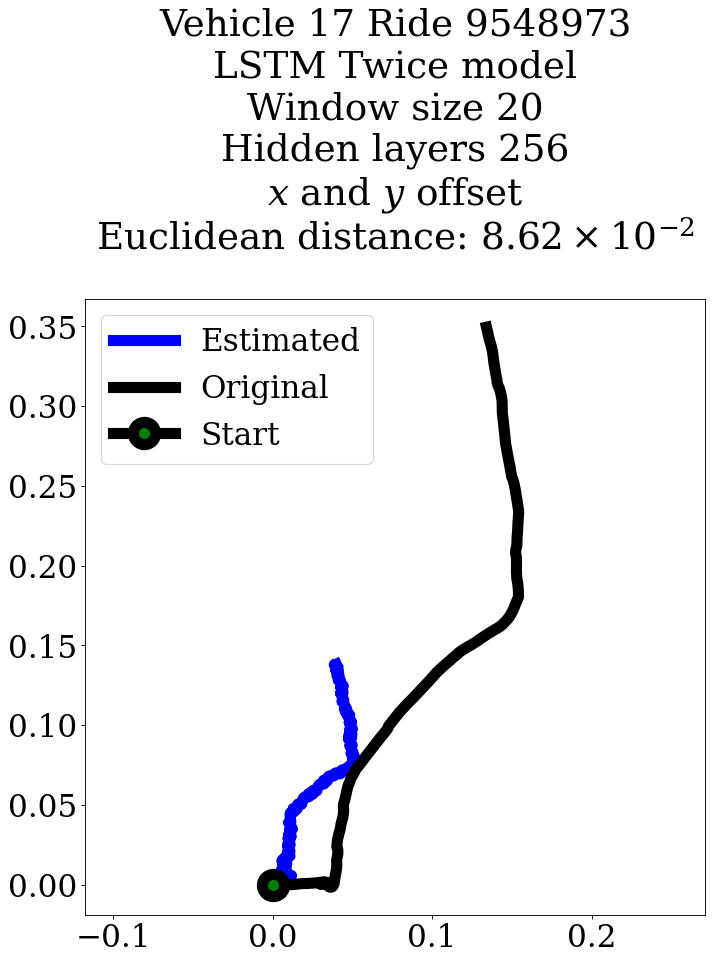 Vehicle 17 Ride 9548973
LSTM Twice model
Window size 20
Hidden layers 256
x and y offset
Euclidean distance: 8.62 × 10⁻²
Estimated
Original
Start
0.35
0.30
0.25
0.20
0.15
0.10
0.05
0.00
−0.1 0.0 0.1 0.2